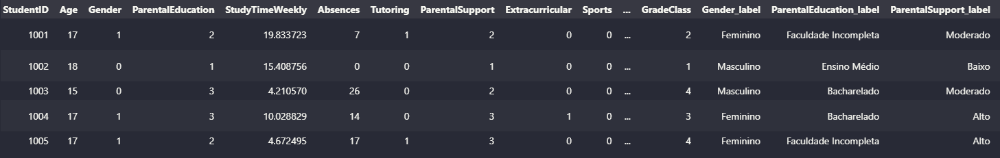 StudentID Age Gender ParentalEducation StudyTimeWeekly Absences Tutoring ParentalSupport Extracurricular Sports ... GradeClass Gender_label ParentalEducation_label ParentalSupport_label
1001 17 1 2 19.833723 7 1 2 0 0 ... 2 Feminino Faculdade Incompleta Moderado
1002 18 0 1 15.408756 0 0 1 0 0 ... 1 Masculino Ensino Médio Baixo
1003 15 0 3 4.210570 26 0 2 0 0 ... 4 Masculino Bacharelado Moderado
1004 17 1 3 10.028829 14 0 3 1 0 ... 3 Feminino Bacharelado Alto
1005 17 1 2 4.672495 17 1 3 0 0 ... 4 Feminino Faculdade Incompleta Alto